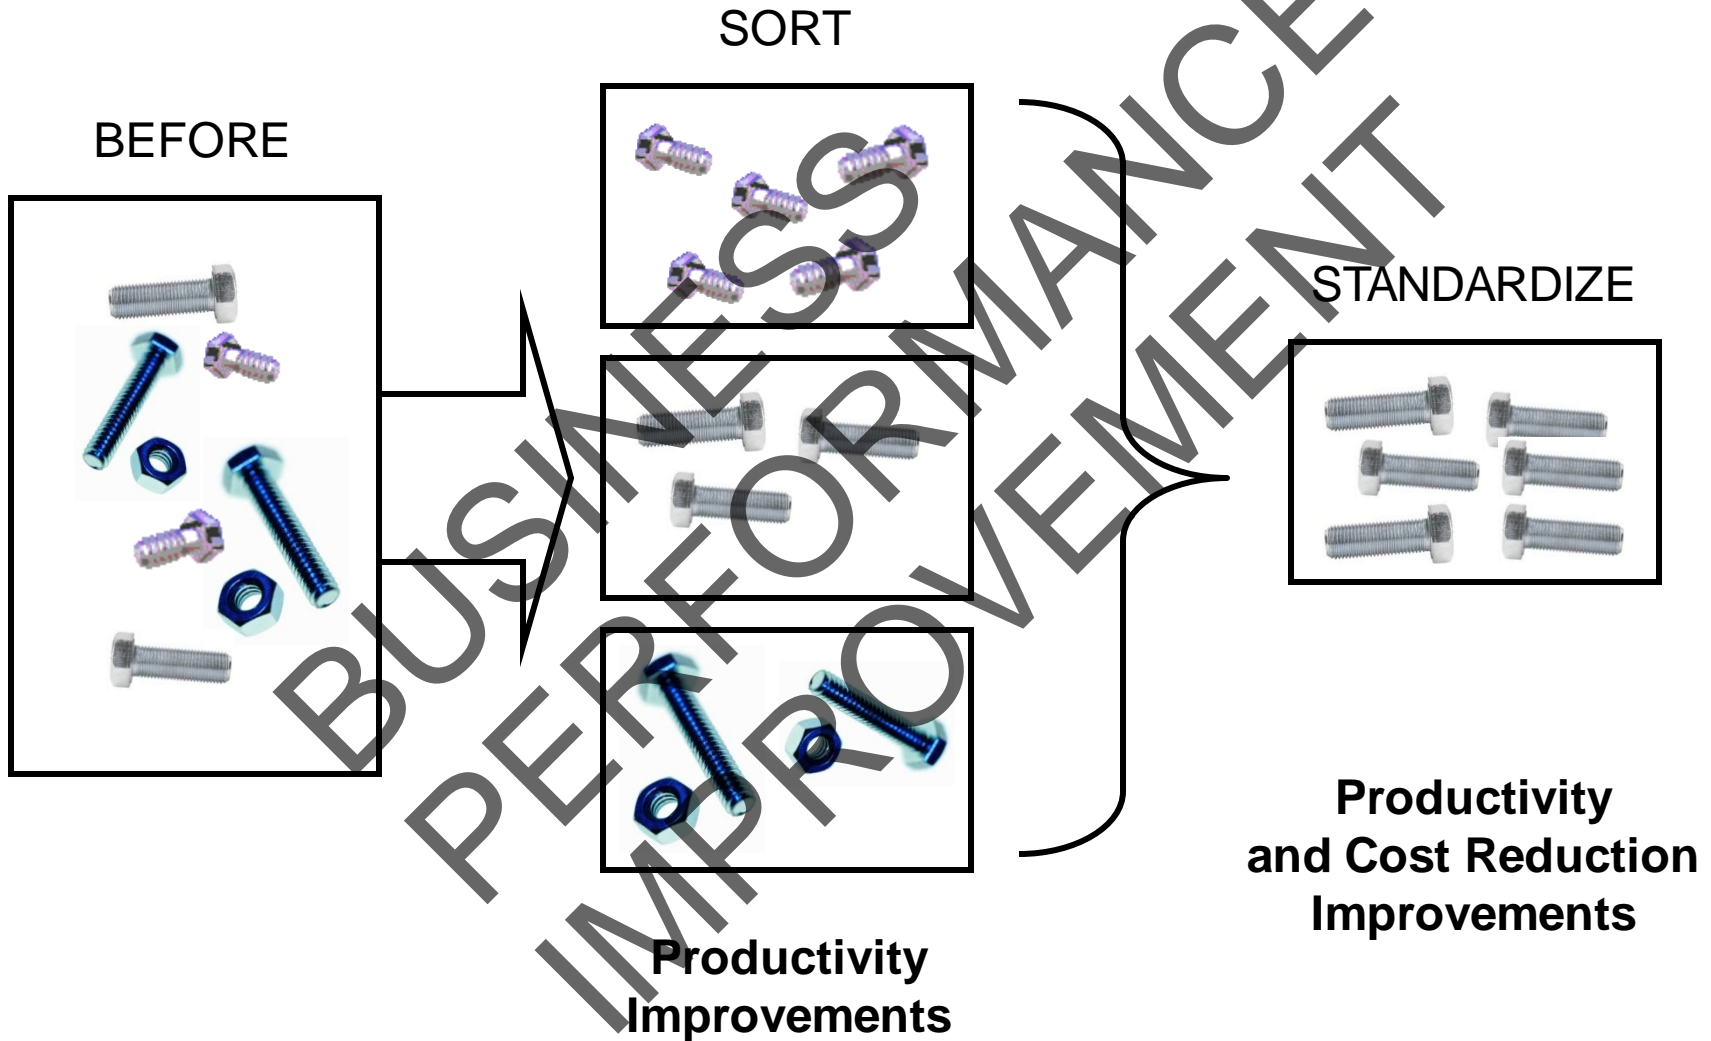 SORT
BEFORE
STANDARDIZE
BUSINESS
PERFORMANCE
IMPROVEMENT
Productivity
and Cost Reduction
Improvements
Productivity
Improvements